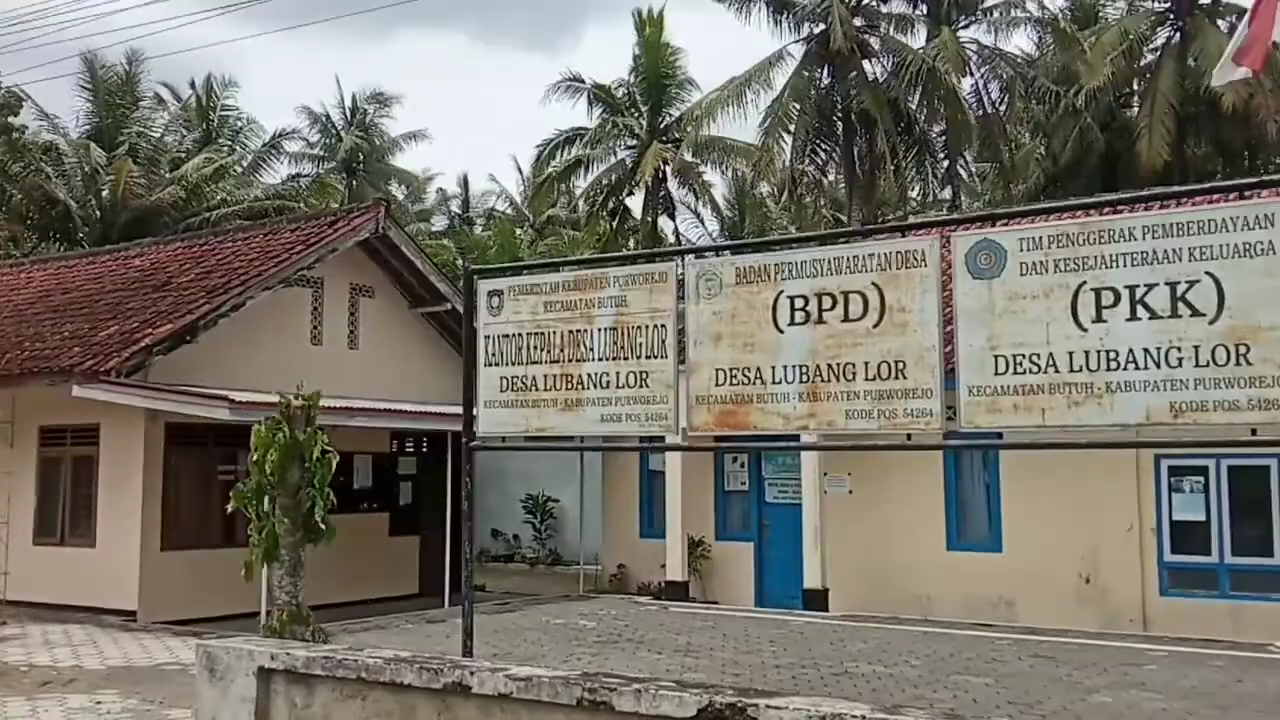 PEMERINTAH KABUPATEN PURWOREJO
KECAMATAN BUTUH
KANTOR KEPALA DESA LUBANG LOR
DESA LUBANG LOR
KECAMATAN BUTUH - KABUPATEN PURWOREJO
KODE POS 54264
BADAN PERMUSYAWARATAN DESA
(BPD)
DESA LUBANG LOR
KECAMATAN BUTUH - KABUPATEN PURWOREJO
KODE POS 54264
TIM PENGGERAK PEMBERDAYAAN
DAN KESEJAHTERAAN KELUARGA
(PKK)
DESA LUBANG LOR
KECAMATAN BUTUH - KABUPATEN PURWOREJO
KODE POS 5426